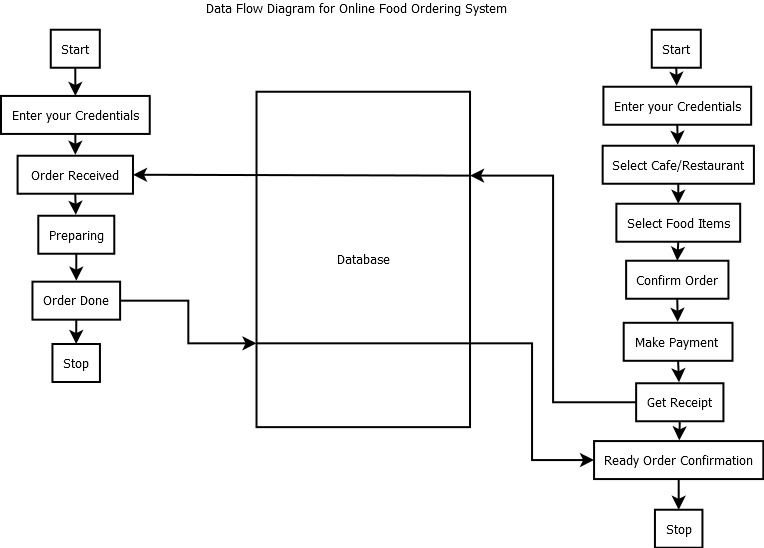 Data Flow Diagram for Online Food Ordering System
Start
Enter your Credentials
Order Received
Preparing
Order Done
Stop
Database
Start
Enter your Credentials
Select Cafe/Restaurant
Select Food Items
Confirm Order
Make Payment
Get Receipt
Ready Order Confirmation
Stop